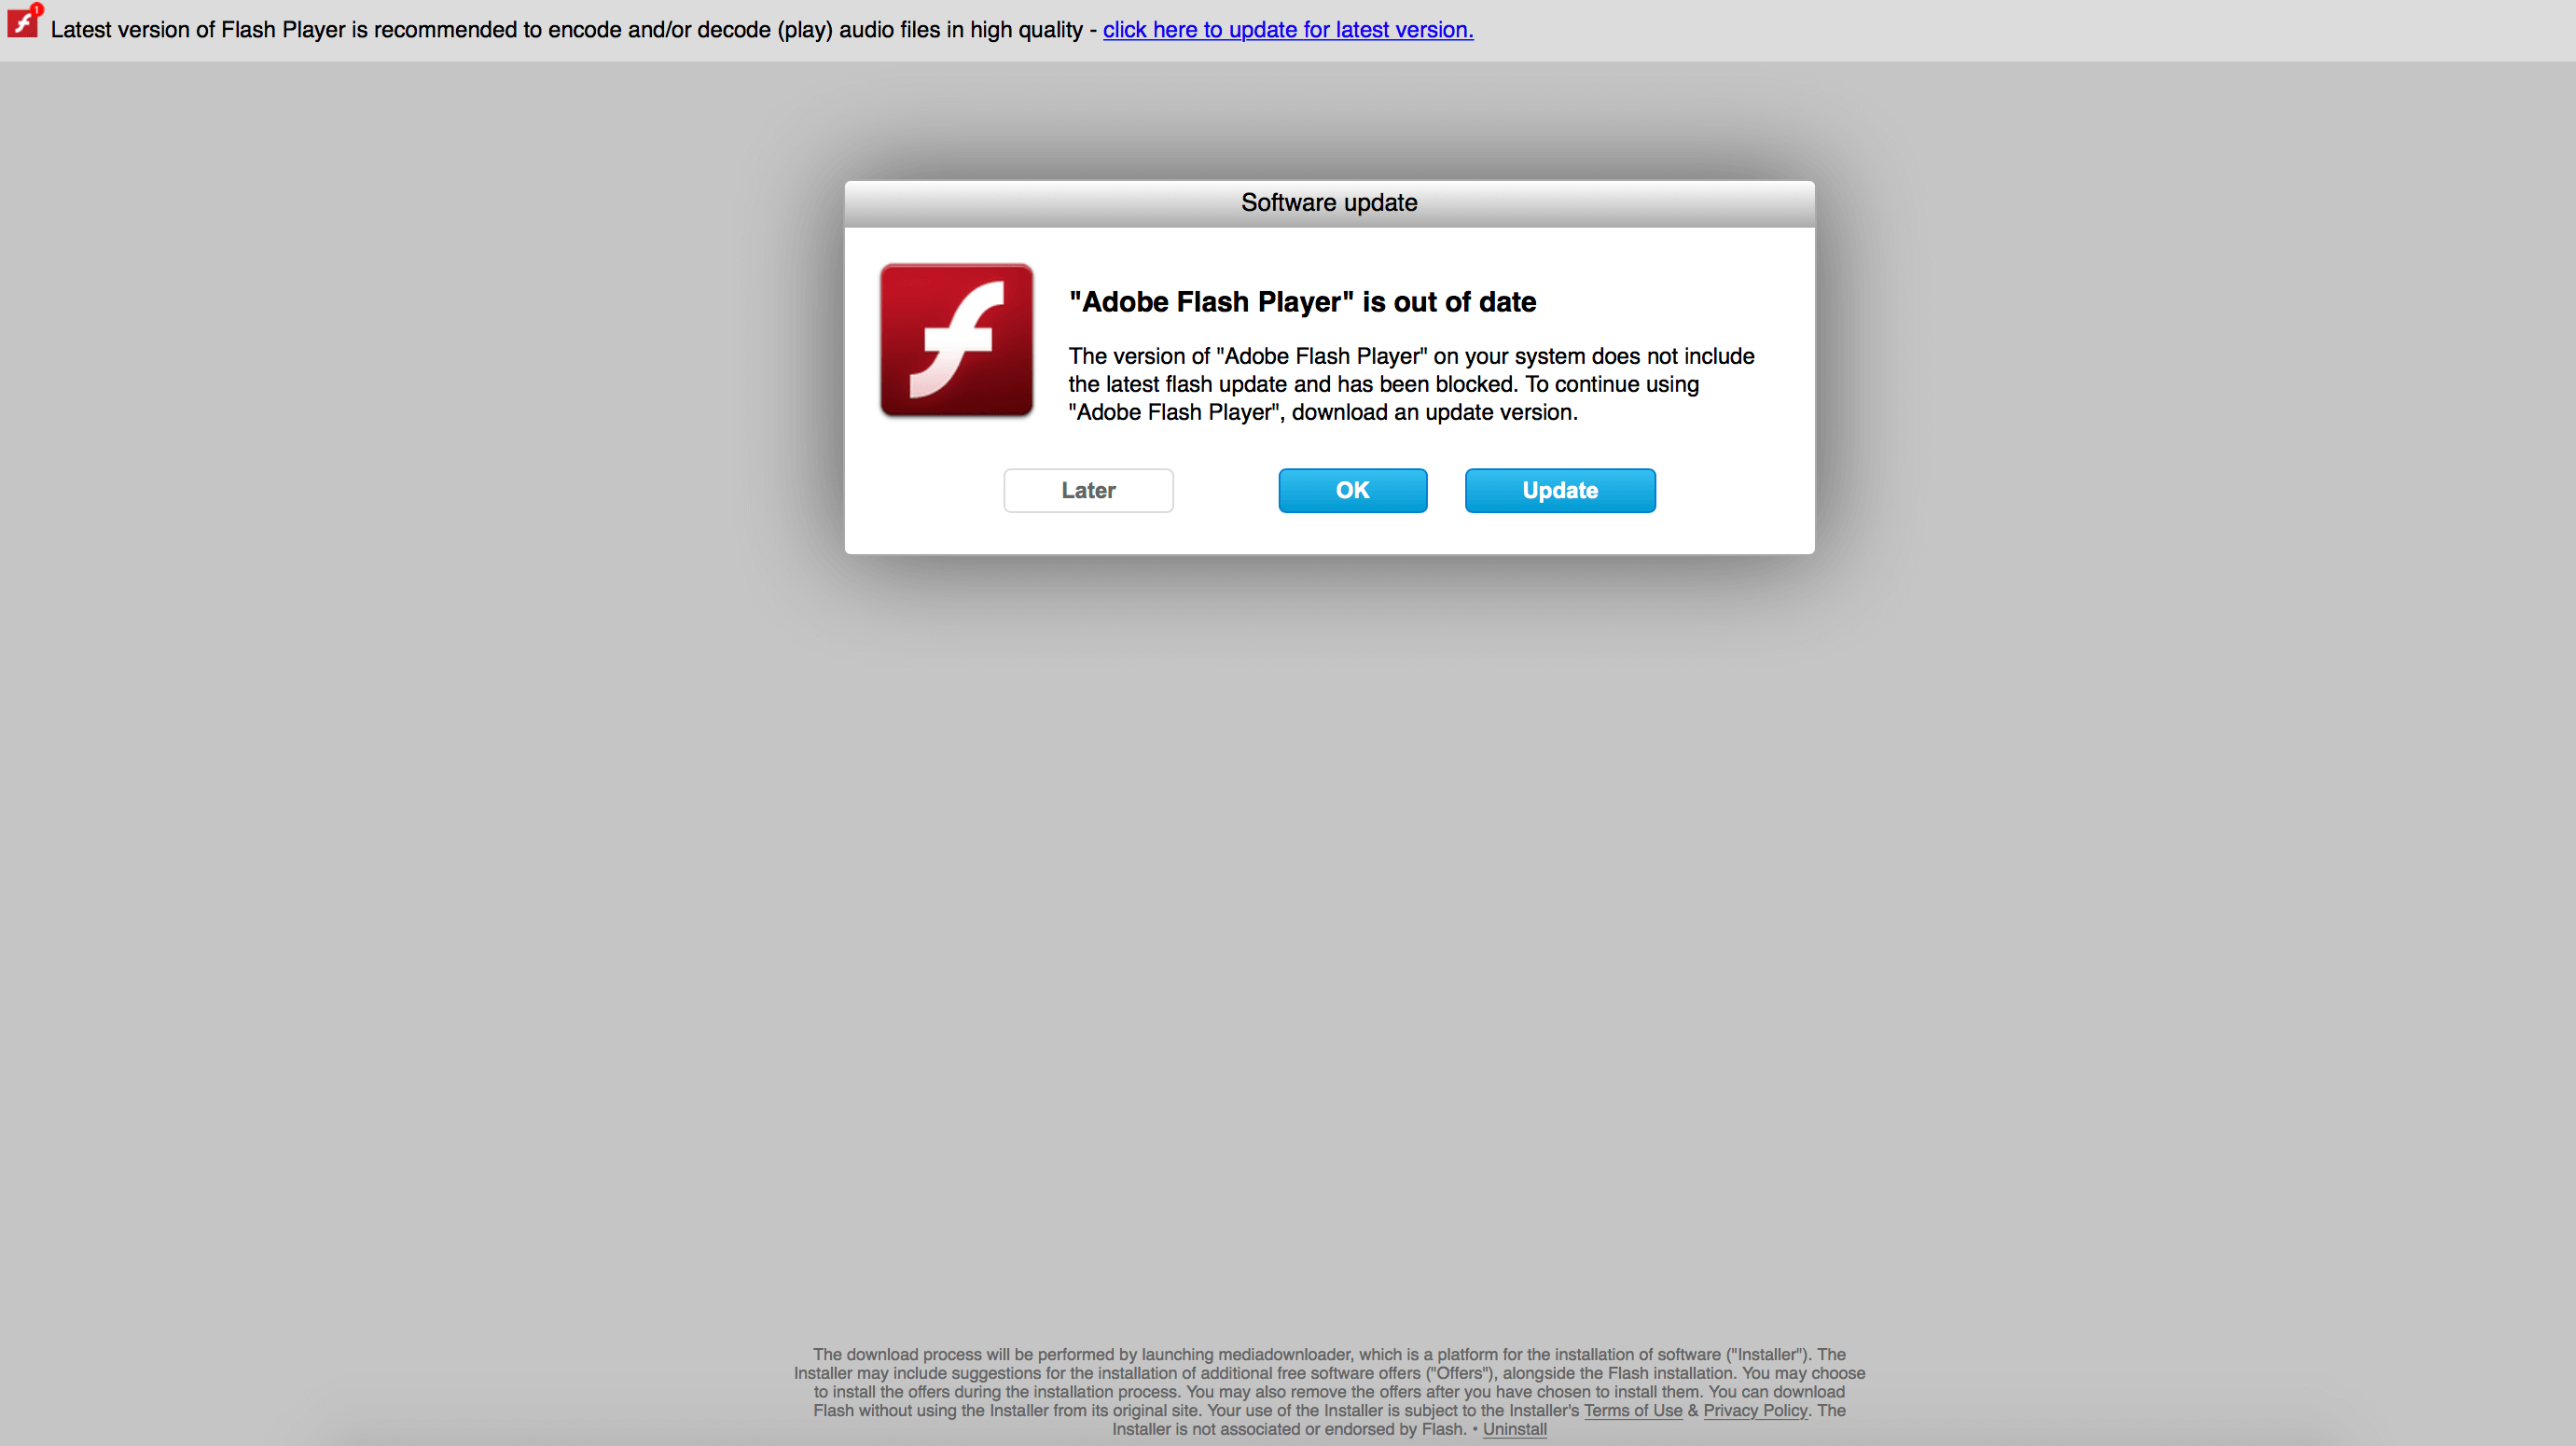 1
Latest version of Flash Player is recommended to encode and/or decode (play) audio files in high quality - click here to update for latest version.
Software update
"Adobe Flash Player" is out of date
The version of "Adobe Flash Player" on your system does not include
the latest flash update and has been blocked. To continue using
"Adobe Flash Player", download an update version.
Later OK Update
The download process will be performed by launching mediadownloader, which is a platform for the installation of software ("Installer"). The
Installer may include suggestions for the installation of additional free software offers ("Offers"), alongside the Flash installation. You may choose
to install the offers during the installation process. You may also remove the offers after you have chosen to install them. You can download
Flash without using the Installer from its original site. Your use of the Installer is subject to the Installer's Terms of Use & Privacy Policy. The
Installer is not associated or endorsed by Flash. • Uninstall